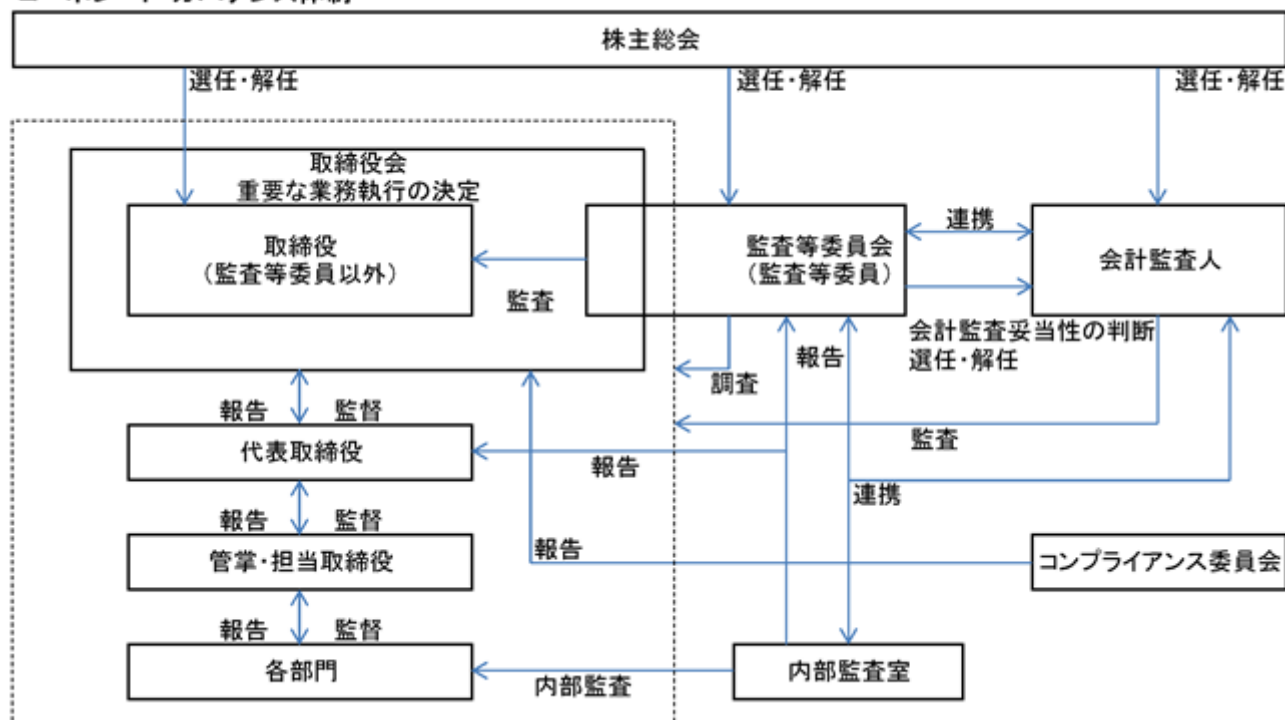 株主総会
選任・解任
選任・解任
選任・解任
取締役会
重要な業務執行の決定
取締役
(監査等委員以外)
監査
監査等委員会
(監査等委員)
連携
会計監査人
会計監査妥当性の判断
選任・解任
報告
調査
報告 監督
代表取締役
監査
報告
連携
報告 監督
管掌・担当取締役
報告
コンプライアンス委員会
報告 監督
各部門
内部監査
内部監査室